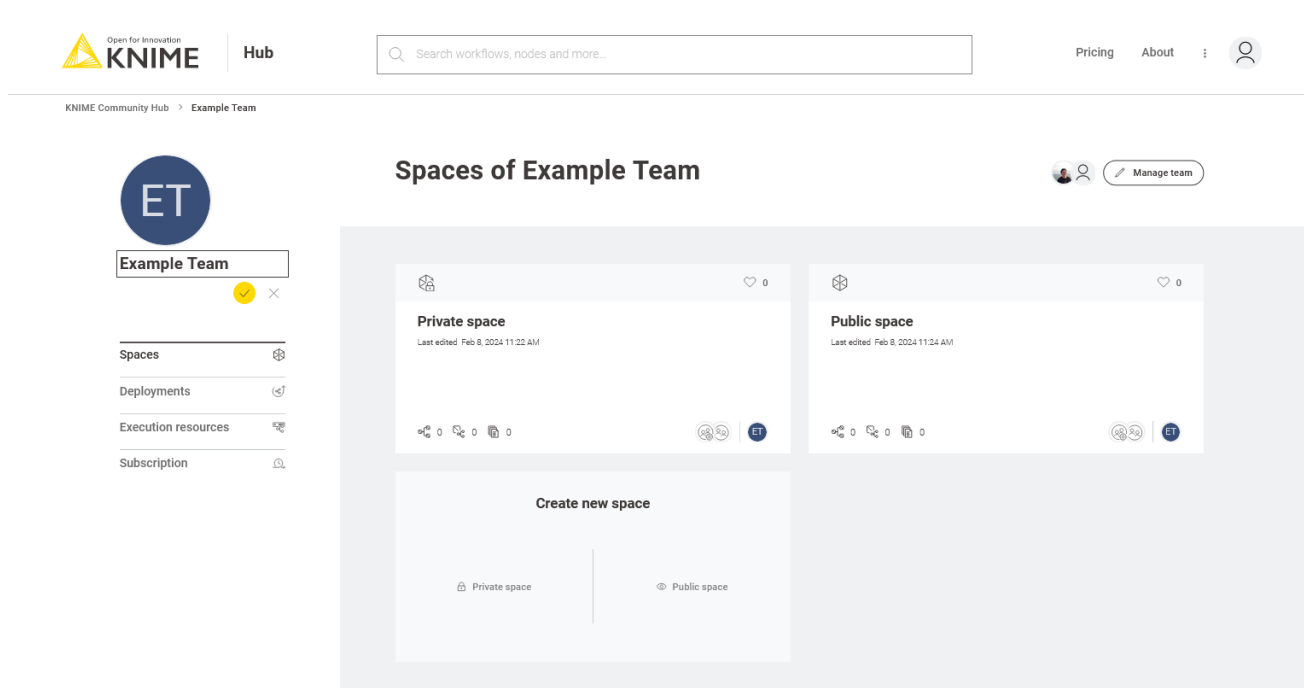 Open for Innovation
KNIME
Hub
Search workflows, nodes and more...
Pricing
About
KNIME Community Hub > Example Team
ET
Example Team
Spaces
Deployments
Execution resources
Subscription
Spaces of Example Team
Manage team
0
Private space
Last edited Feb 8, 2024 11:22 AM
0 0 0 ET
0
Public space
Last edited Feb 8, 2024 11:24 AM
0 0 0 ET
Create new space
Private space
Public space